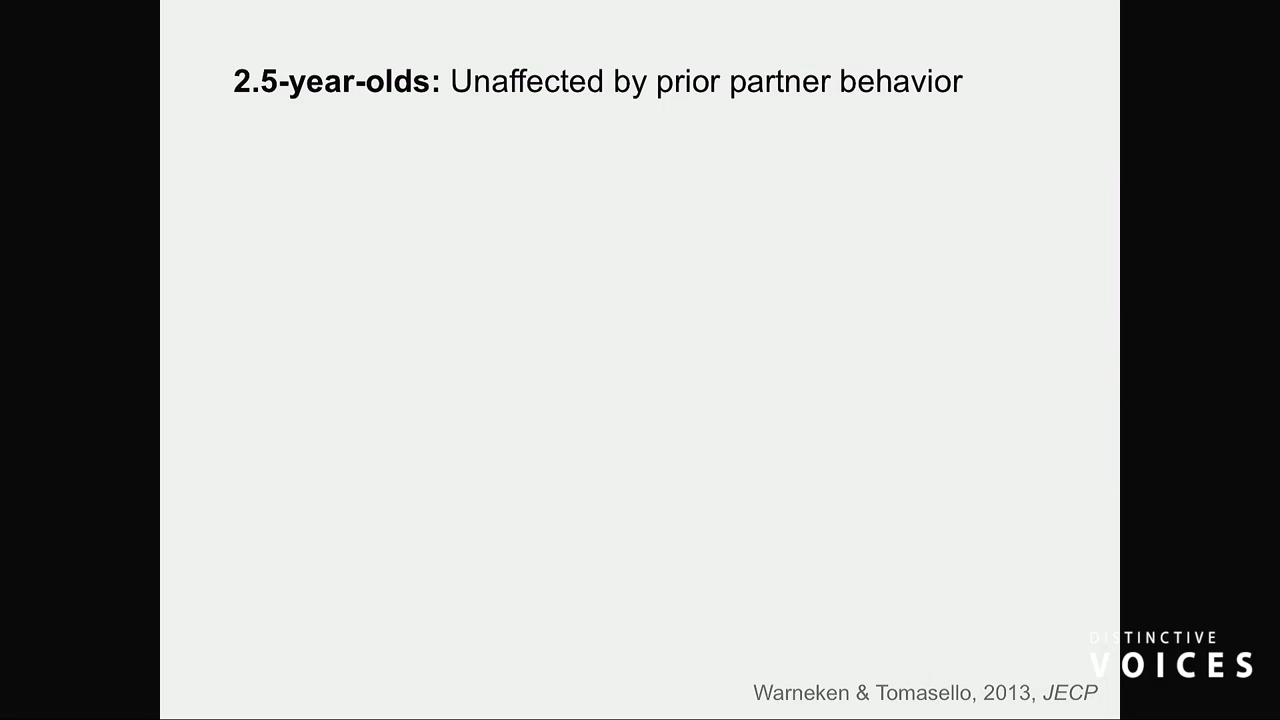 2.5-year-olds: Unaffected by prior partner behavior
DISTINCTIVE
VOICES
Warneken & Tomasello, 2013, JECP